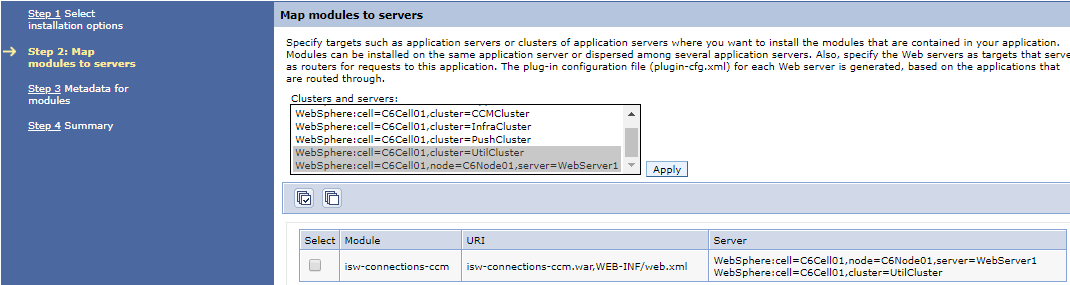 Step 1 Select
installation options
Step 2: Map
modules to servers
Step 3 Metadata for
modules
Step 4 Summary
Map modules to servers
Specify targets such as application servers or clusters of application servers where you want to install the modules that are contained in your application.
Modules can be installed on the same application server or dispersed among several application servers. Also, specify the Web servers as targets that serve
as routers for requests to this application. The plug-in configuration file (plugin-cfg.xml) for each Web server is generated, based on the applications that
are routed through.
Clusters and servers:
WebSphere:cell=C6Cell01,cluster=CCMCluster
WebSphere:cell=C6Cell01,cluster=InfraCluster
WebSphere:cell=C6Cell01,cluster=PushCluster
WebSphere:cell=C6Cell01,cluster=UtilCluster
WebSphere:cell=C6Cell01,node=C6Node01,server=WebServer1
Apply
Select Module URI Server
isw-connections-ccm isw-connections-ccm.war,WEB-INF/web.xml WebSphere:cell=C6Cell01,node=C6Node01,server=WebServer1
WebSphere:cell=C6Cell01,cluster=UtilCluster